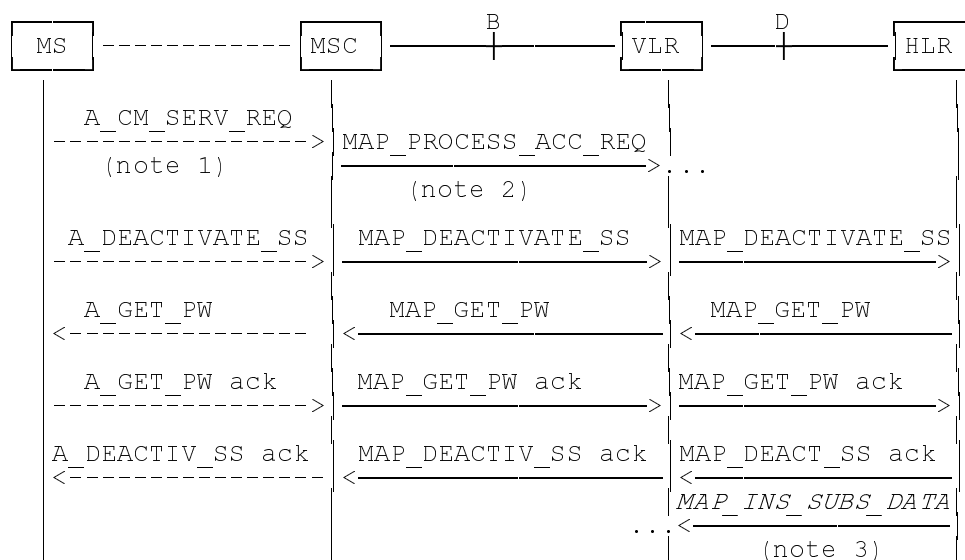 B D
MS MSC VLR HLR
A_CM_SERV_REQ
MAP_PROCESS_ACC_REQ
(note 1) ...
(note 2)
A_DEACTIVATE_SS MAP_DEACTIVATE_SS MAP_DEACTIVATE_SS
A_GET_PW MAP_GET_PW MAP_GET_PW
A_GET_PW ack MAP_GET_PW ack MAP_GET_PW ack
A_DEACTIV_SS ack MAP_DEACTIV_SS ack MAP_DEACT_SS ack
MAP_INS_SUBS_DATA
...
(note 3)